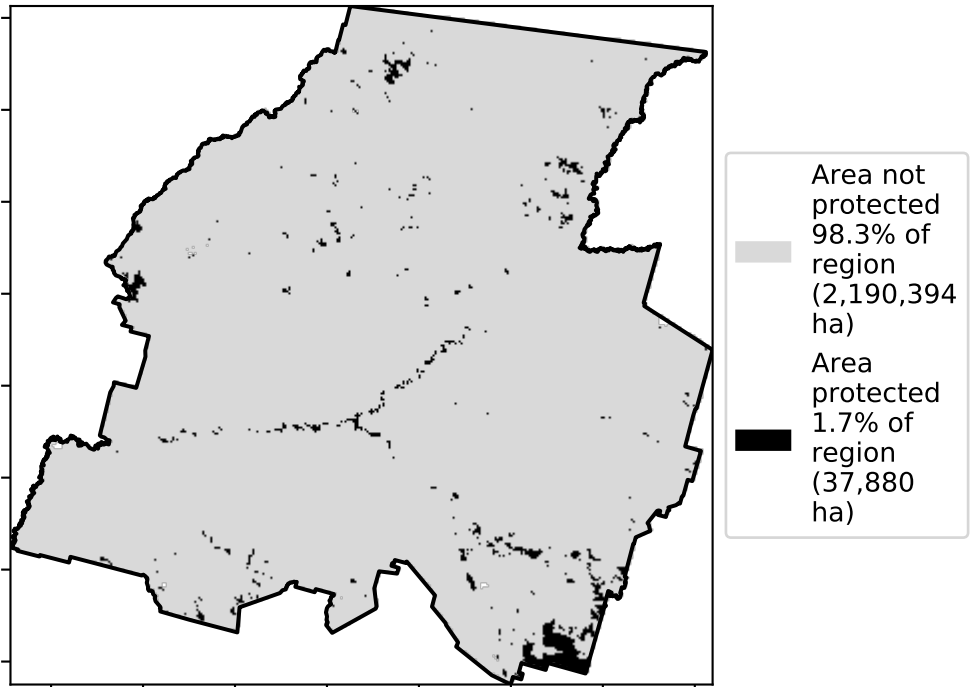 Area not
protected
98.3% of
region
(2,190,394
ha)
Area
protected
1.7% of
region
(37,880
ha)